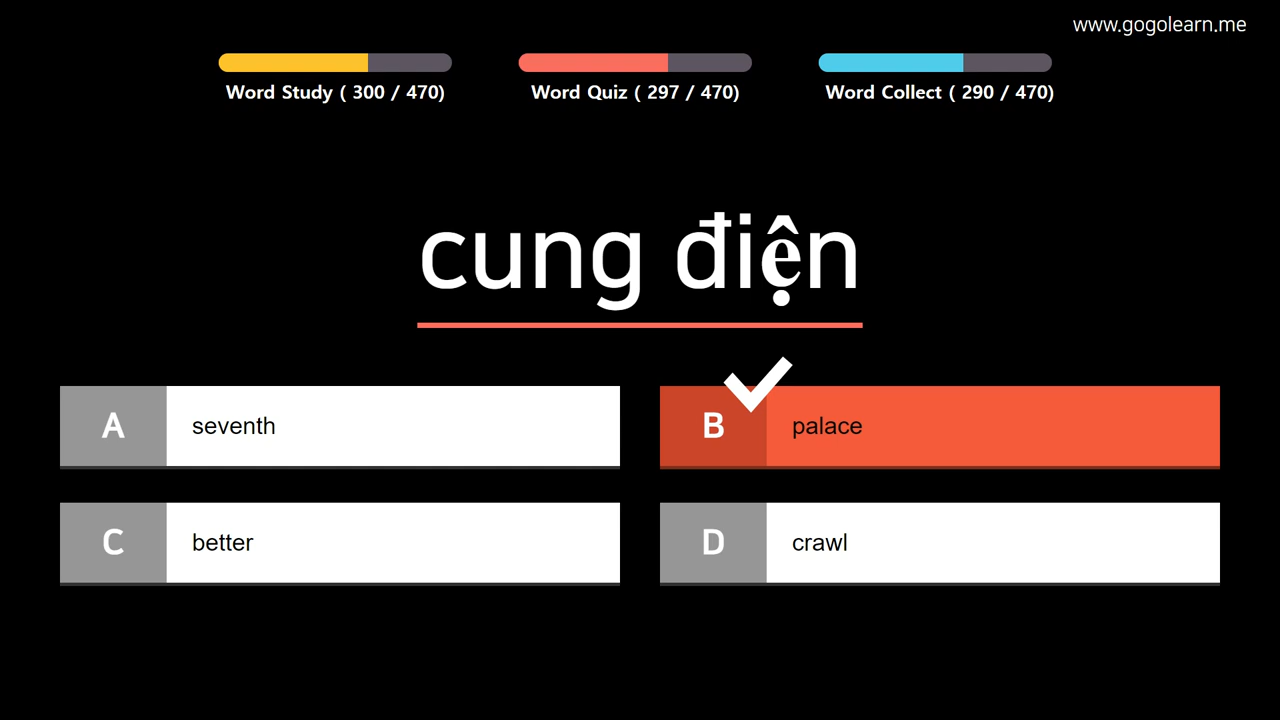 www.gogolearn.me
Word Study ( 300 / 470)
Word Quiz ( 297 / 470)
Word Collect ( 290 / 470)
cung điện
A seventh
B palace
C better
D crawl